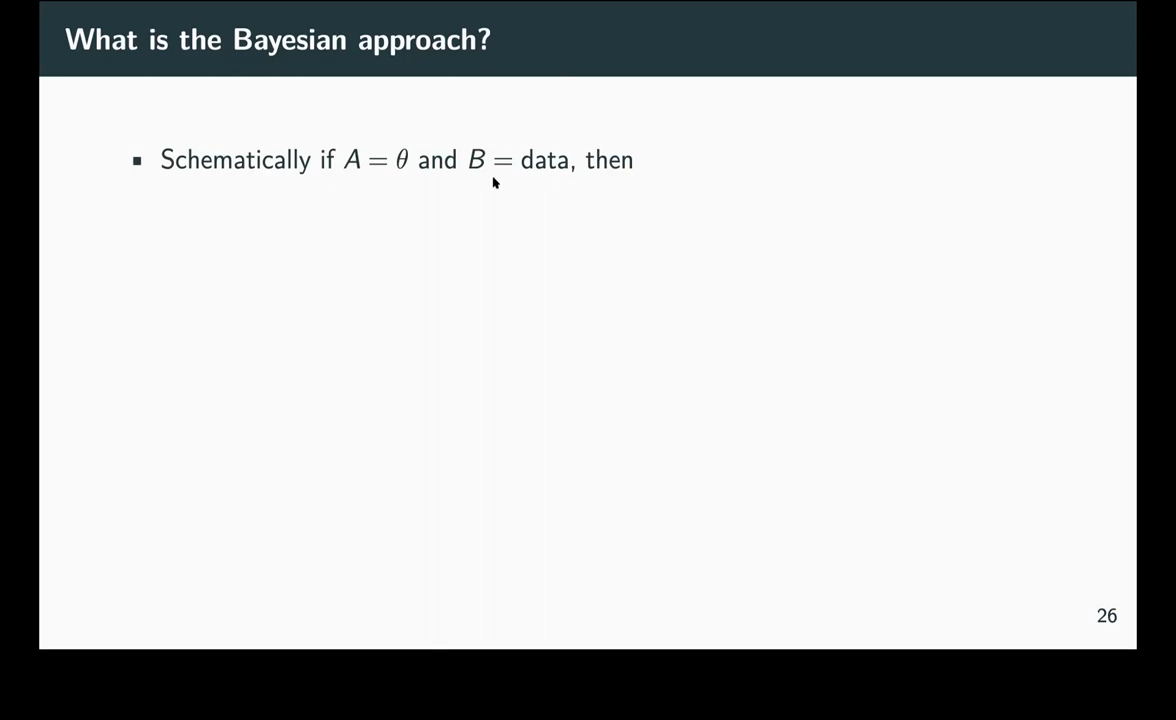 What is the Bayesian approach?
▪ Schematically if A = θ and B = data, then
26